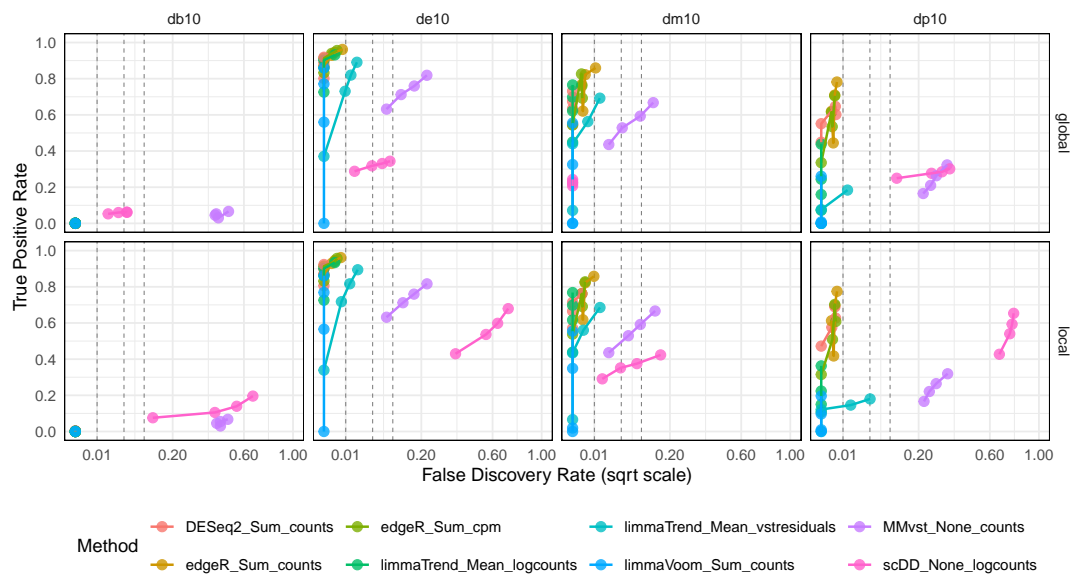 db10 de10 dm10 dp10
1.0
0.8
0.6
0.4
0.2
0.0
global
1.0
0.8
0.6
0.4
0.2
0.0
local
True Positive Rate
0.01 0.20 0.60 1.00 0.01 0.20 0.60 1.00 0.01 0.20 0.60 1.00 0.01 0.20 0.60 1.00
False Discovery Rate (sqrt scale)
Method
DESeq2_Sum_counts edgeR_Sum_cpm limmaTrend_Mean_vstresiduals MMvst_None_counts
edgeR_Sum_counts limmaTrend_Mean_logcounts limmaVoom_Sum_counts scDD_None_logcounts